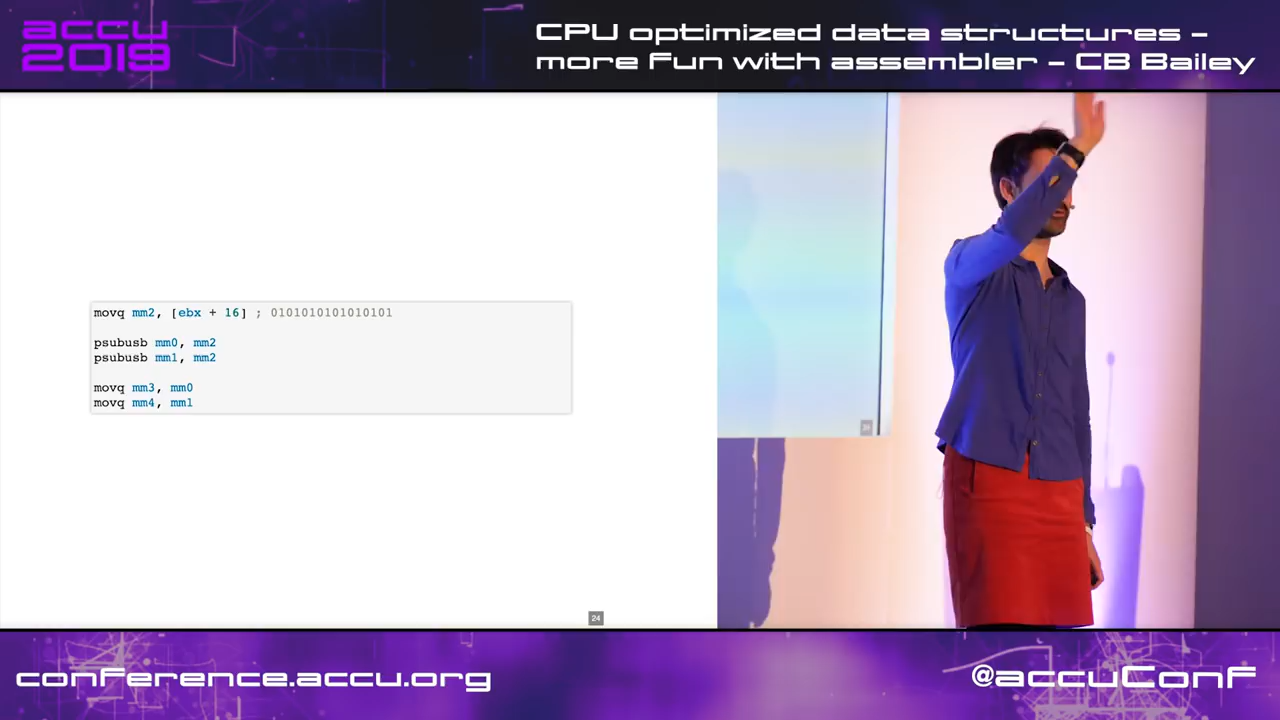 accu
2019
CPU optimized data structures –
more fun with assembler – CB Bailey
movq mm2, [ebx + 16] ; 0101010101010101
psubusb mm0, mm2
psubusb mm1, mm2
movq mm3, mm0
movq mm4, mm1
24
24
conference.accu.org
@accuConf